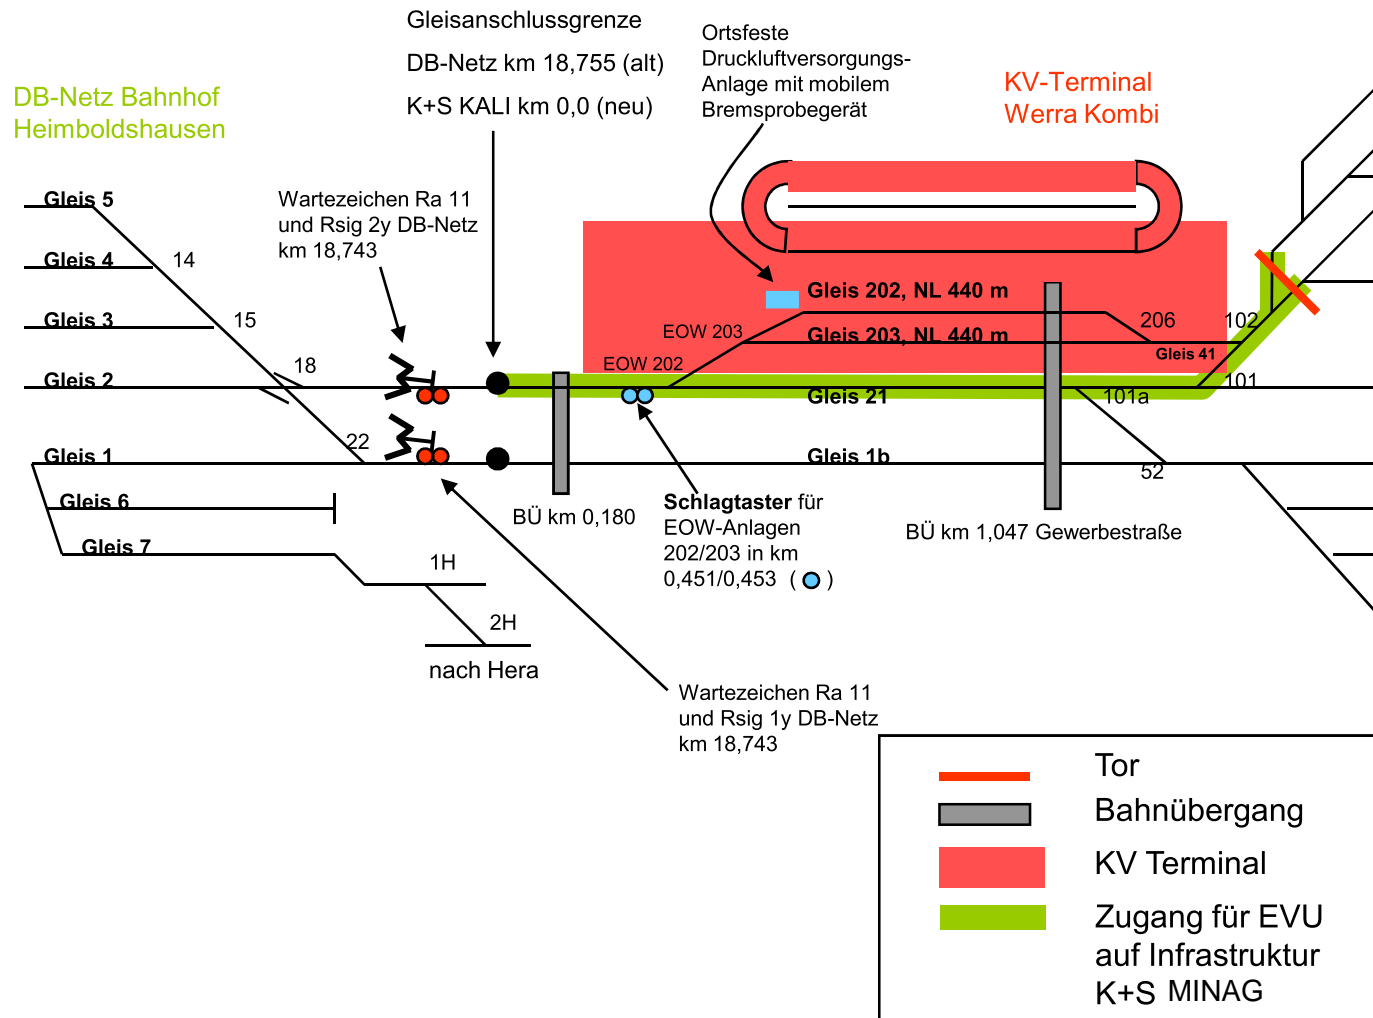 Gleisanschlussgrenze
DB-Netz km 18,755 (alt)
K+S KALI km 0,0 (neu)
Ortsfeste
Druckluftversorgungs-
Anlage mit mobilem
Bremsprobegerät
KV-Terminal
Werra Kombi
DB-Netz Bahnhof
Heimboldshausen
Wartezeichen Ra 11
und Rsig 2y DB-Netz
km 18,743
Gleis 5
Gleis 4
14
Gleis 3
15
Gleis 2
18
Gleis 1
22
Gleis 6
Gleis 7
1H
2H
nach Hera
Gleis 202, NL 440 m
EOW 203
Gleis 203, NL 440 m
206
102
Gleis 41
EOW 202
101
Gleis 21
101a
Gleis 1b
52
BÜ km 0,180
Schlagtaster für
EOW-Anlagen
202/203 in km
0,451/0,453 ( )
BÜ km 1,047 Gewerbestraße
Wartezeichen Ra 11
und Rsig 1y DB-Netz
km 18,743
Tor
Bahnübergang
KV Terminal
Zugang für EVU
auf Infrastruktur
K+S MINAG